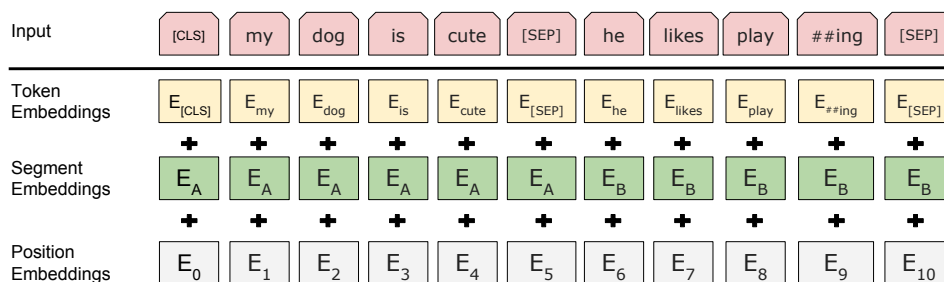 Input [CLS] my dog is cute [SEP] he likes play ##ing [SEP]
Token Embeddings E[CLS] Emy Edog Eis Ecute E[SEP] Ehe Elikes Eplay E##ing E[SEP]
+ + + + + + + + + + +
Segment Embeddings EA EA EA EA EA EA EB EB EB EB EB
+ + + + + + + + + + +
Position Embeddings E0 E1 E2 E3 E4 E5 E6 E7 E8 E9 E10